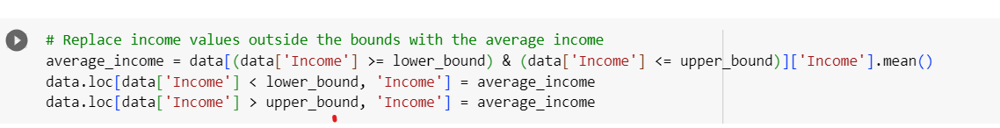 # Replace income values outside the bounds with the average income
average_income = data[(data['Income'] >= lower_bound) & (data['Income'] <= upper_bound)]['Income'].mean()
data.loc[data['Income'] < lower_bound, 'Income'] = average_income
data.loc[data['Income'] > upper_bound, 'Income'] = average_income